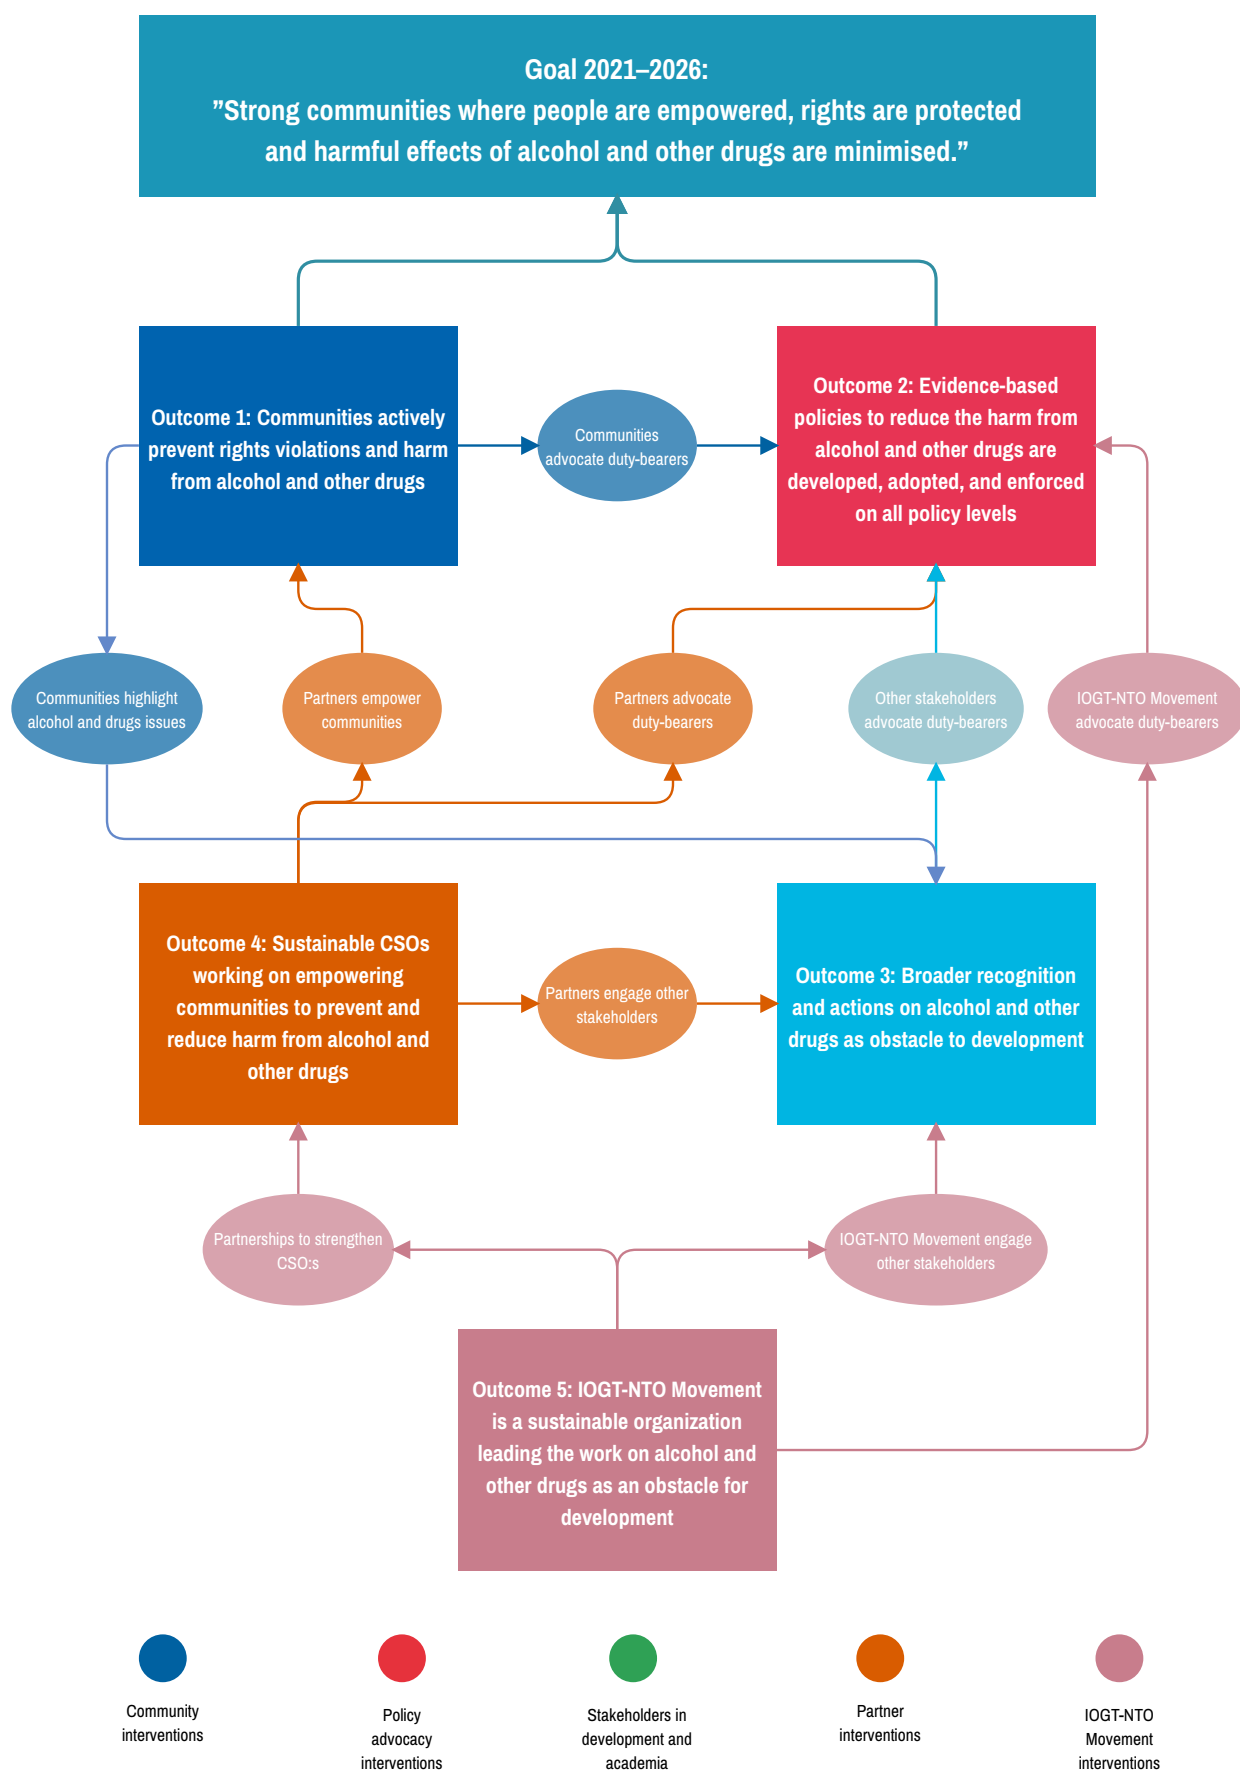 Goal 2021–2026:
”Strong communities where people are empowered, rights are protected
and harmful effects of alcohol and other drugs are minimised.”
Outcome 1: Communities actively
prevent rights violations and harm
from alcohol and other drugs
Communities
advocate duty-bearers
Outcome 2: Evidence-based
policies to reduce the harm from
alcohol and other drugs are
developed, adopted, and enforced
on all policy levels
Communities highlight
alcohol and drugs issues
Partners empower
communities
Partners advocate
duty-bearers
Other stakeholders
advocate duty-bearers
IOGT-NTO Movement
advocate duty-bearers
Outcome 4: Sustainable CSOs
working on empowering
communities to prevent and
reduce harm from alcohol and
other drugs
Partners engage other
stakeholders
Outcome 3: Broader recognition
and actions on alcohol and other
drugs as obstacle to development
Partnerships to strengthen
CSO:s
IOGT-NTO Movement engage
other stakeholders
Outcome 5: IOGT-NTO Movement
is a sustainable organization
leading the work on alcohol and
other drugs as an obstacle for
development
Community
interventions
Policy
advocacy
interventions
Stakeholders in
development and
academia
Partner
interventions
IOGT-NTO
Movement
interventions